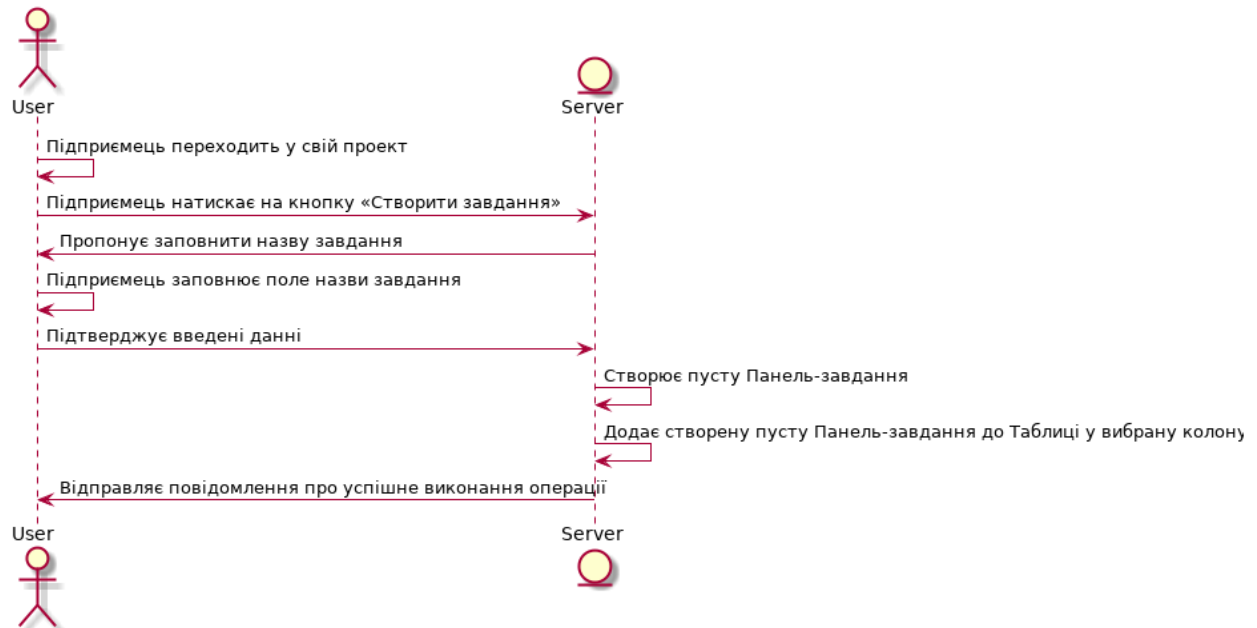 User
Server
Підприємець переходить у свій проект
Підприємець натискає на кнопку «Створити завдання»
Пропонує заповнити назву завдання
Підприємець заповнює поле назви завдання
Підтверджує введені данні
Створює пусту Панель-завдання
Додає створену пусту Панель-завдання до Таблиці у вибрану колону
Відправляє повідомлення про успішне виконання операції
User
Server